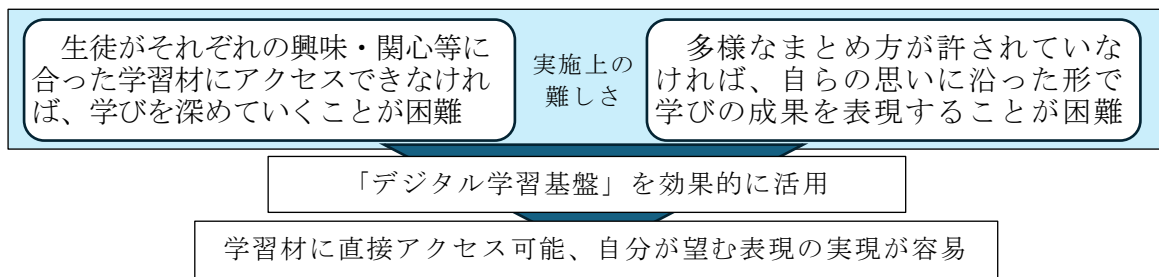 生徒がそれぞれの興味・関心等に
合った学習材にアクセスできなけれ
ば、学びを深めていくことが困難
実施上の
難しさ
多様なまとめ方が許されていな
ければ、自らの思いに沿った形で
学びの成果を表現することが困難
「デジタル学習基盤」を効果的に活用
学習材に直接アクセス可能、自分が望む表現の実現が容易